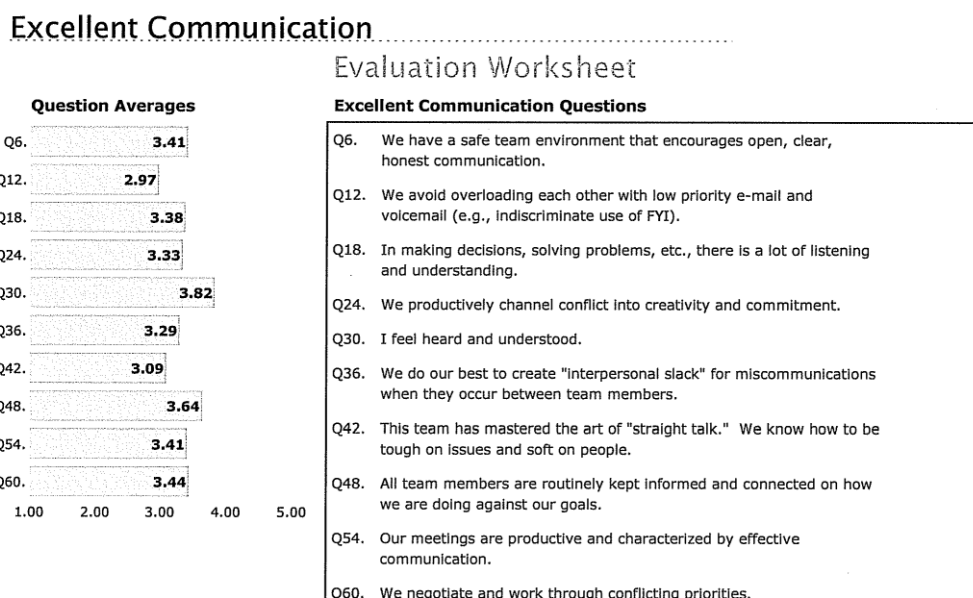 Excellent Communication
Evaluation Worksheet
Question Averages
Q6. 3.41
Q12. 2.97
Q18. 3.38
Q24. 3.33
Q30. 3.82
Q36. 3.29
Q42. 3.09
Q48. 3.64
Q54. 3.41
Q60. 3.44
1.00 2.00 3.00 4.00 5.00
Excellent Communication Questions
Q6. We have a safe team environment that encourages open, clear,
honest communication.
Q12. We avoid overloading each other with low priority e-mail and
voicemail (e.g., indiscriminate use of FYI).
Q18. In making decisions, solving problems, etc., there is a lot of listening
and understanding.
Q24. We productively channel conflict into creativity and commitment.
Q30. I feel heard and understood.
Q36. We do our best to create "interpersonal slack" for miscommunications
when they occur between team members.
Q42. This team has mastered the art of "straight talk." We know how to be
tough on issues and soft on people.
Q48. All team members are routinely kept informed and connected on how
we are doing against our goals.
Q54. Our meetings are productive and characterized by effective
communication.
Q60. We negotiate and work through conflicting priorities.